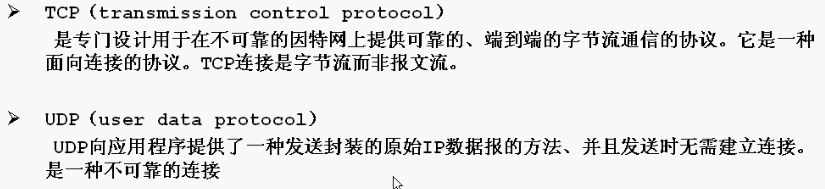 ➢ TCP（transmission control protocol）
是专门设计用于在不可靠的因特网上提供可靠的、端到端的字节流通信的协议。它是一种
面向连接的协议。TCP连接是字节流而非报文流。
➢ UDP（user data protocol）
UDP向应用程序提供了一种发送封装的原始IP数据报的方法、并且发送时无需建立连接。
是一种不可靠的连接